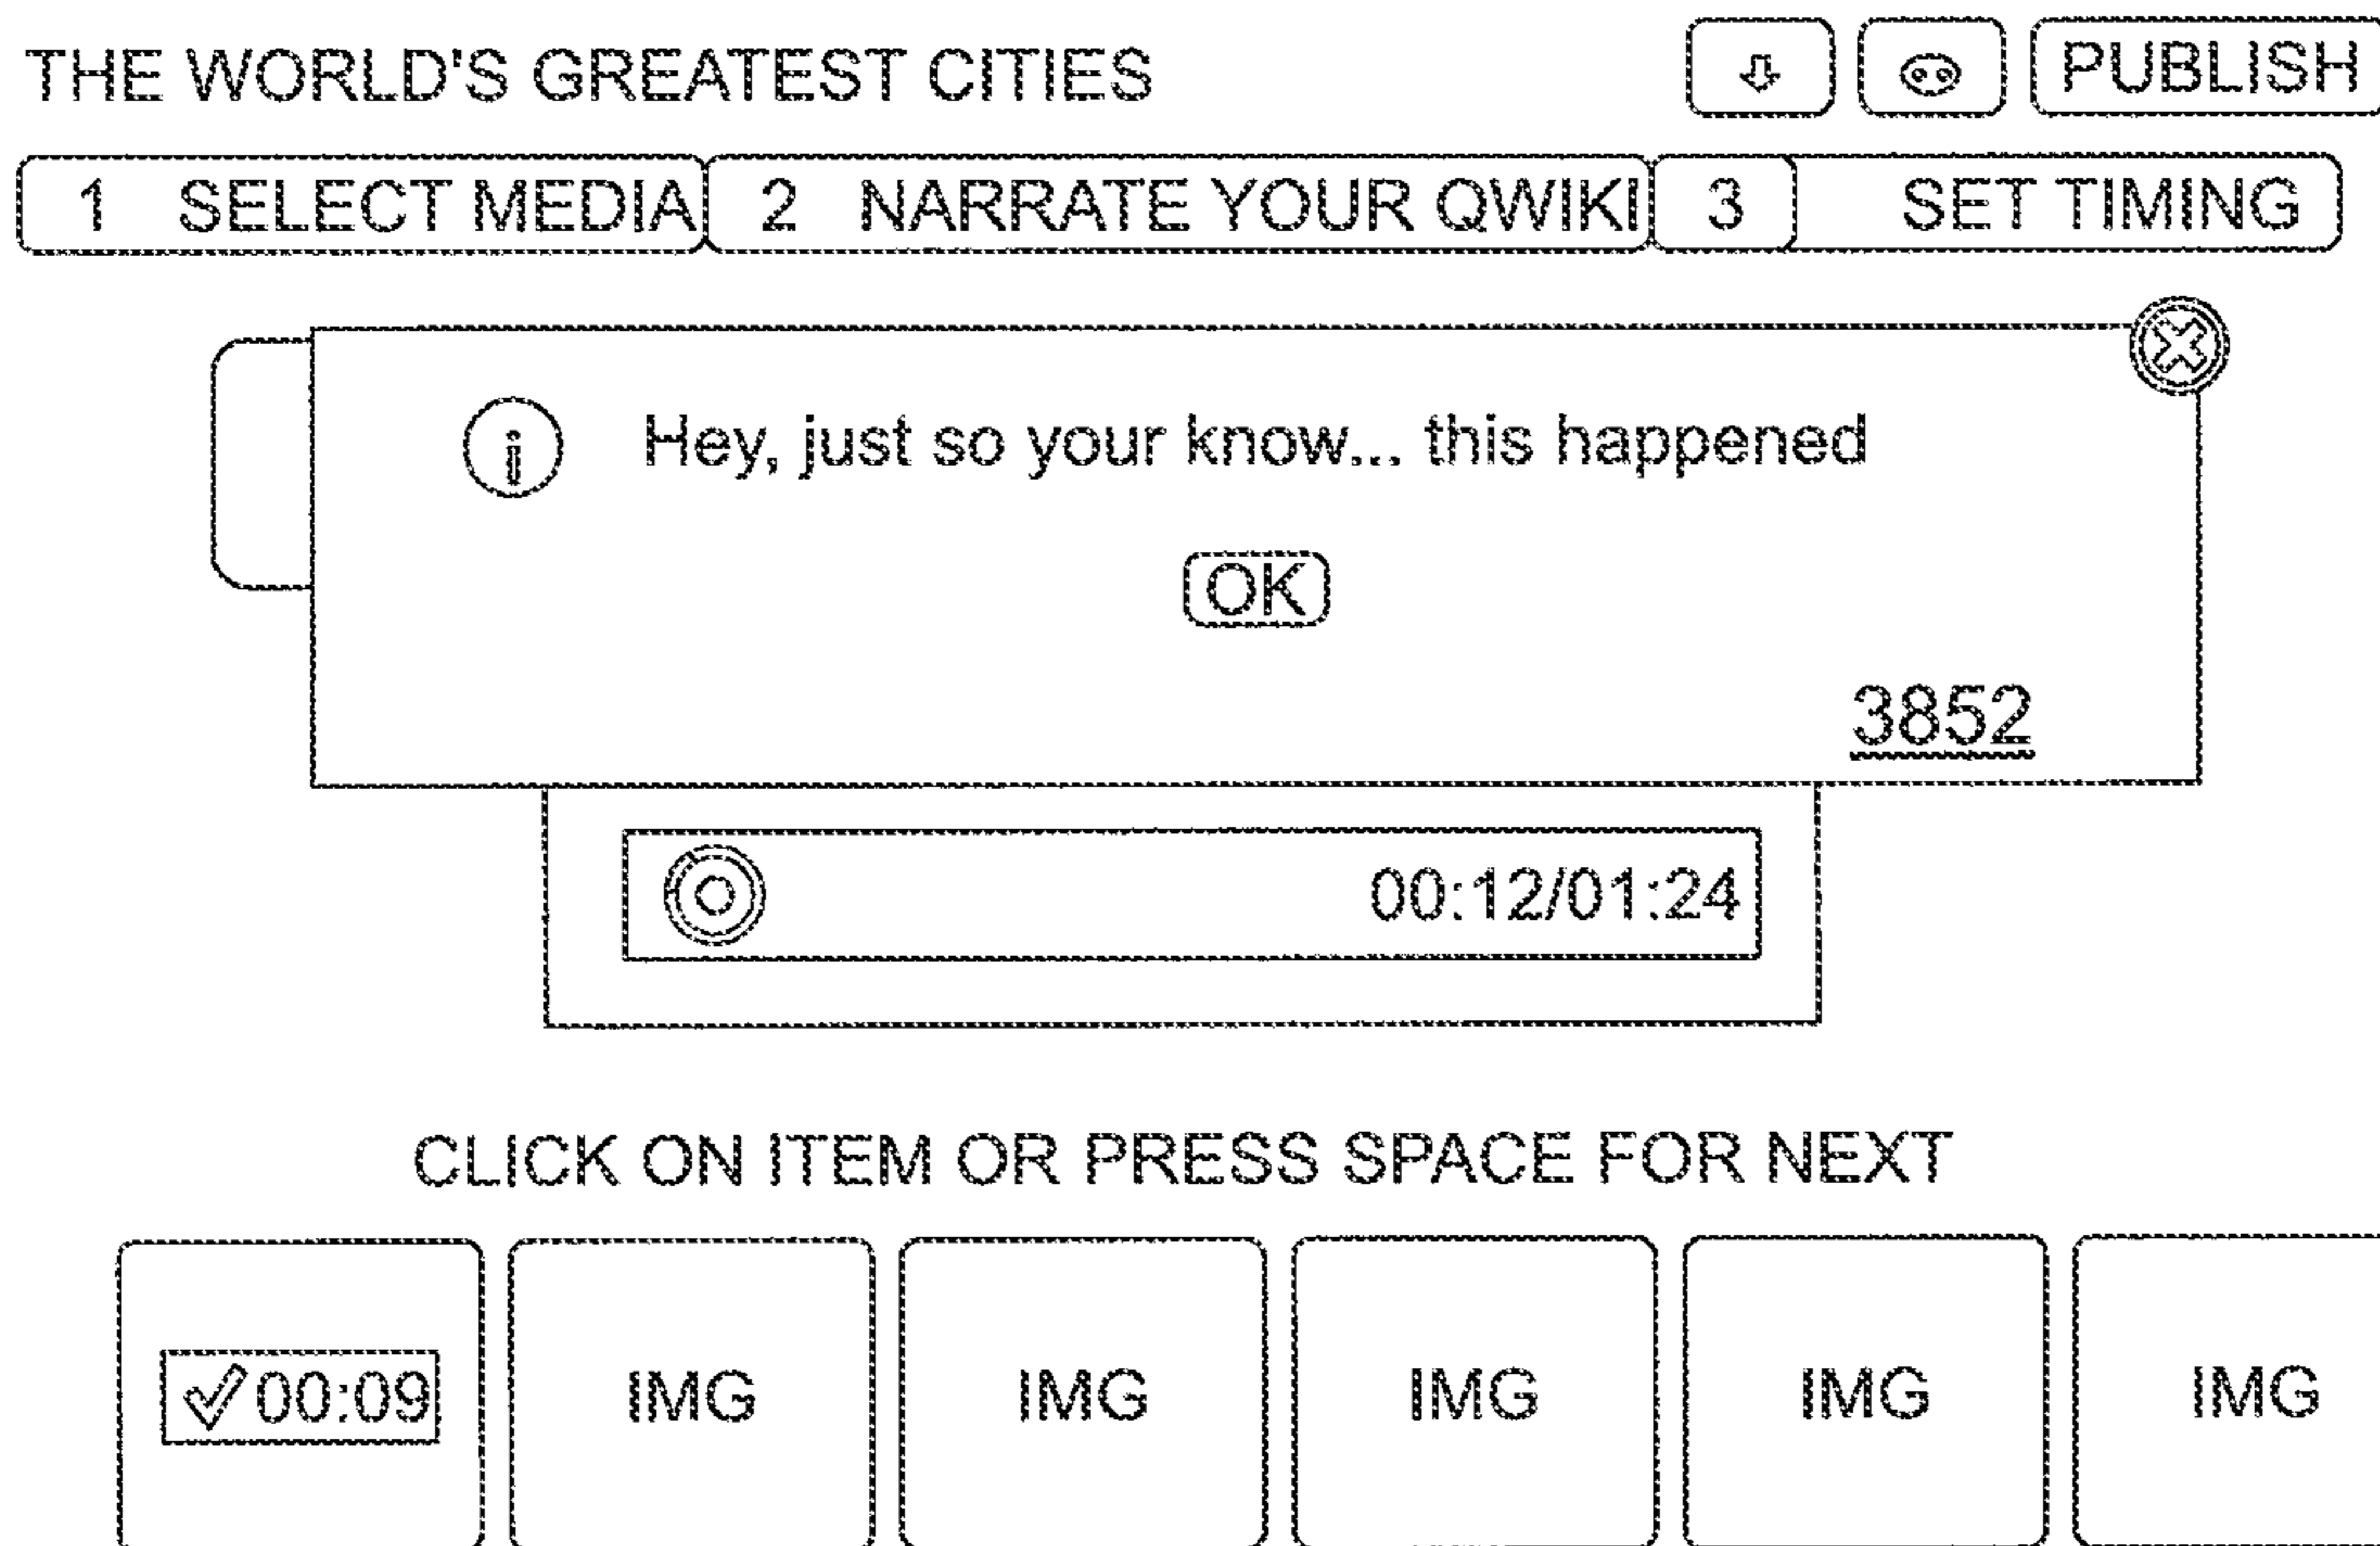 THE WORLD'S GREATEST CITIES PUBLISH
1 SELECT MEDIA 2 NARRATE YOUR QWIKI 3 SET TIMING
i Hey, just so your know... this happened
OK
3852
00:12/01:24
CLICK ON ITEM OR PRESS SPACE FOR NEXT
00:09 IMG IMG IMG IMG IMG